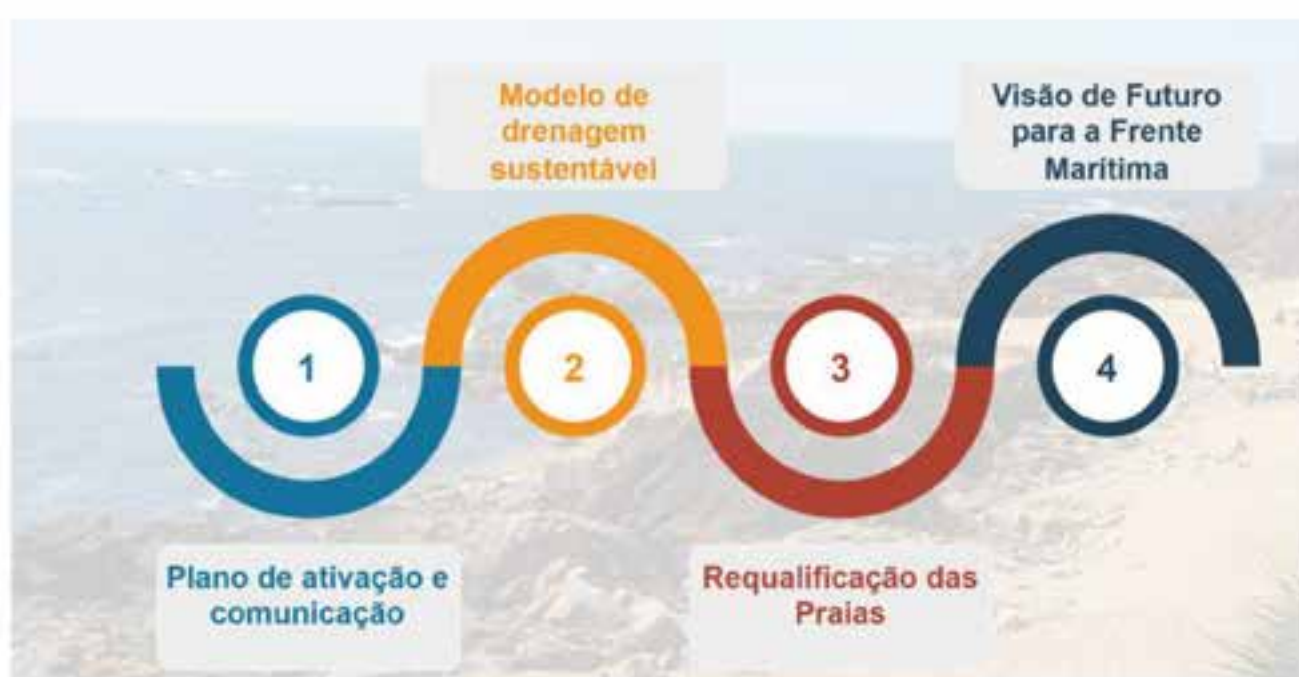 1
Plano de ativação e
comunicação
2
Modelo de
drenagem
sustentável
3
Requalificação das
Praias
4
Visão de Futuro
para a Frente
Marítima